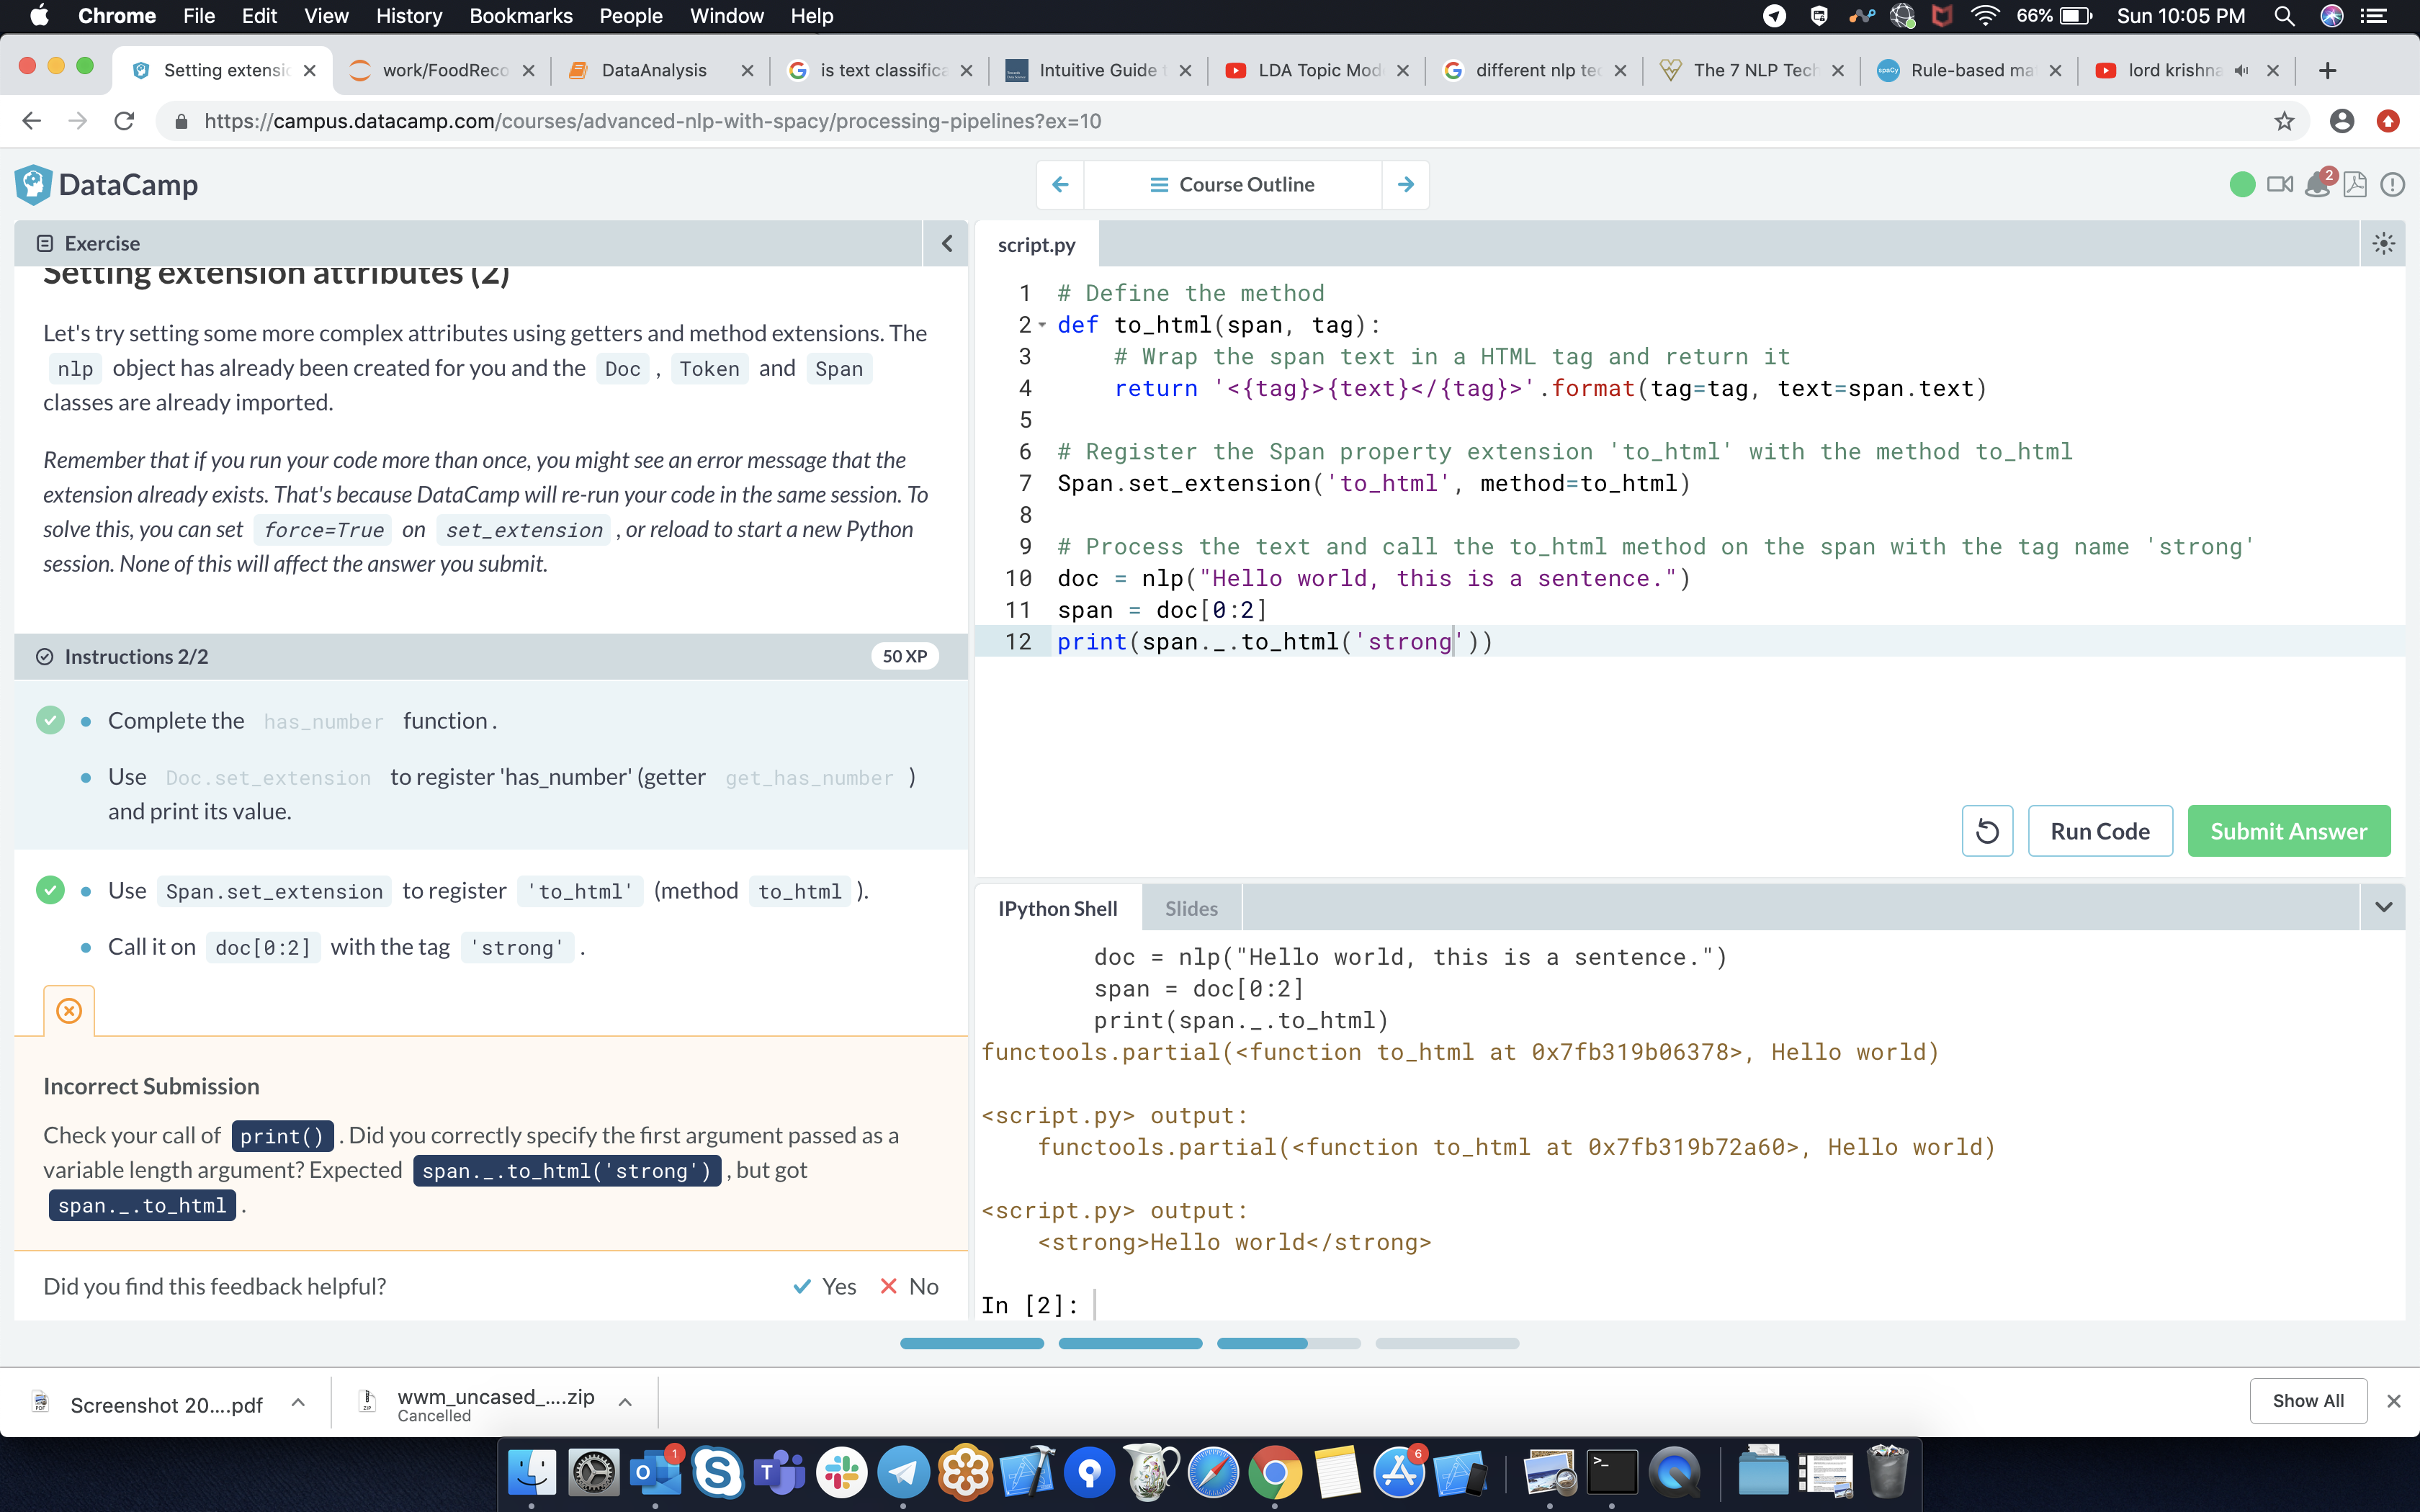 Chrome File Edit View History Bookmarks People Window Help 66% Sun 10:05 PM
Setting extensic work/FoodReco DataAnalysis is text classifica Intuitive Guide LDA Topic Mod different nlp te The 7 NLP Tech Rule-based ma lord krishna
https://campus.datacamp.com/courses/advanced-nlp-with-spacy/processing-pipelines?ex=10
DataCamp
Course Outline
2
Exercise
Setting extension attributes (2)
Let's try setting some more complex attributes using getters and method extensions. The
nlp object has already been created for you and the Doc , Token and Span
classes are already imported.
Remember that if you run your code more than once, you might see an error message that the
extension already exists. That's because DataCamp will re-run your code in the same session. To
solve this, you can set force=True on set_extension , or reload to start a new Python
session. None of this will affect the answer you submit.
Instructions 2/2
50 XP
Complete the has_number function .
Use Doc.set_extension to register 'has_number' (getter get_has_number )
and print its value.
Use Span.set_extension to register 'to_html' (method to_html ).
Call it on doc[0:2] with the tag 'strong' .
Incorrect Submission
Check your call of print() . Did you correctly specify the first argument passed as a
variable length argument? Expected span._.to_html('strong') , but got
span._.to_html .
Did you find this feedback helpful?
Yes No
script.py
1 # Define the method
2 def to_html(span, tag):
3 # Wrap the span text in a HTML tag and return it
4 return '<{tag}>{text}</{tag}>'.format(tag=tag, text=span.text)
5
6 # Register the Span property extension 'to_html' with the method to_html
7 Span.set_extension('to_html', method=to_html)
8
9 # Process the text and call the to_html method on the span with the tag name 'strong'
10 doc = nlp("Hello world, this is a sentence.")
11 span = doc[0:2]
12 print(span._.to_html('strong'))
Run Code
Submit Answer
IPython Shell
Slides
doc = nlp("Hello world, this is a sentence.")
span = doc[0:2]
print(span._.to_html)
functools.partial(<function to_html at 0x7fb319b06378>, Hello world)
<script.py> output:
functools.partial(<function to_html at 0x7fb319b72a60>, Hello world)
<script.py> output:
<strong>Hello world</strong>
In [2]:
Screenshot 20....pdf
wwm_uncased_....zip
Cancelled
Show All
1
6